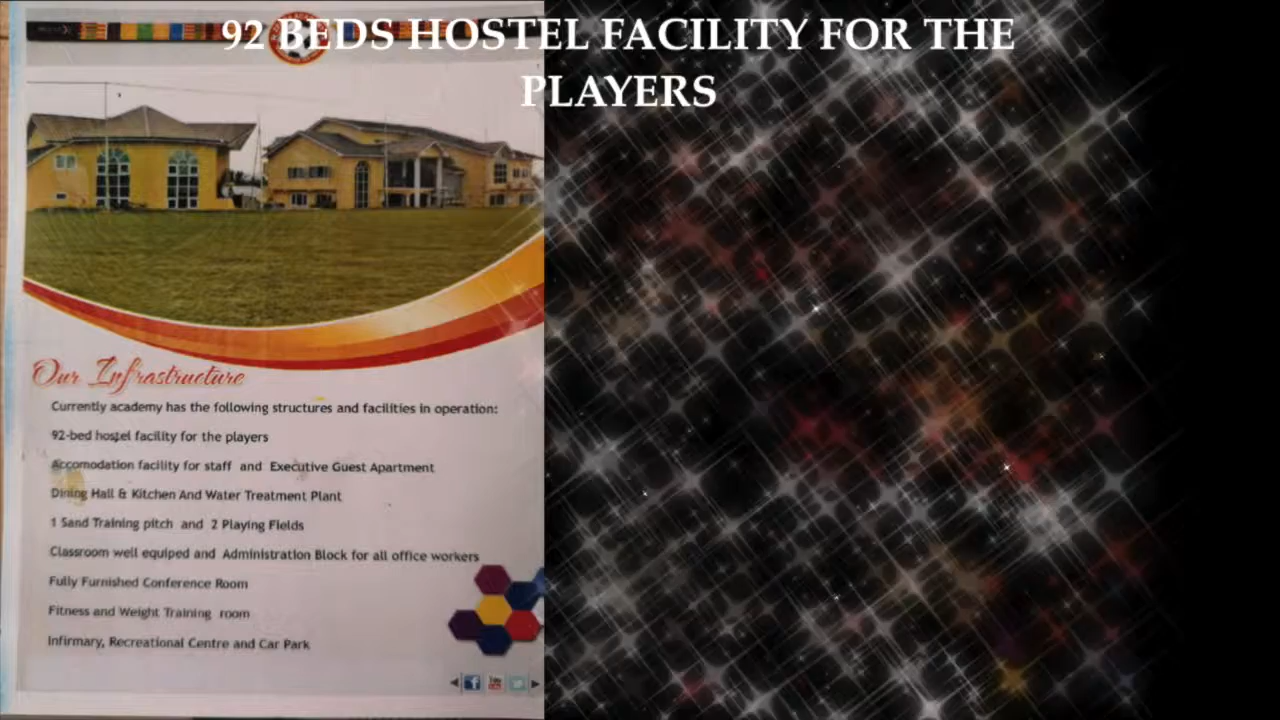 92 BEDS HOSTEL FACILITY FOR THE
PLAYERS
Our Infrastructure
Currently academy has the following structures and facilities in operation:
92-bed hostel facility for the players
Accomodation facility for staff and Executive Guest Apartment
Dining Hall & Kitchen And Water Treatment Plant
1 Sand Training pitch and 2 Playing Fields
Classroom well equiped and Administration Block for all office workers
Fully Furnished Conference Room
Fitness and Weight Training room
Infirmary, Recreational Centre and Car Park